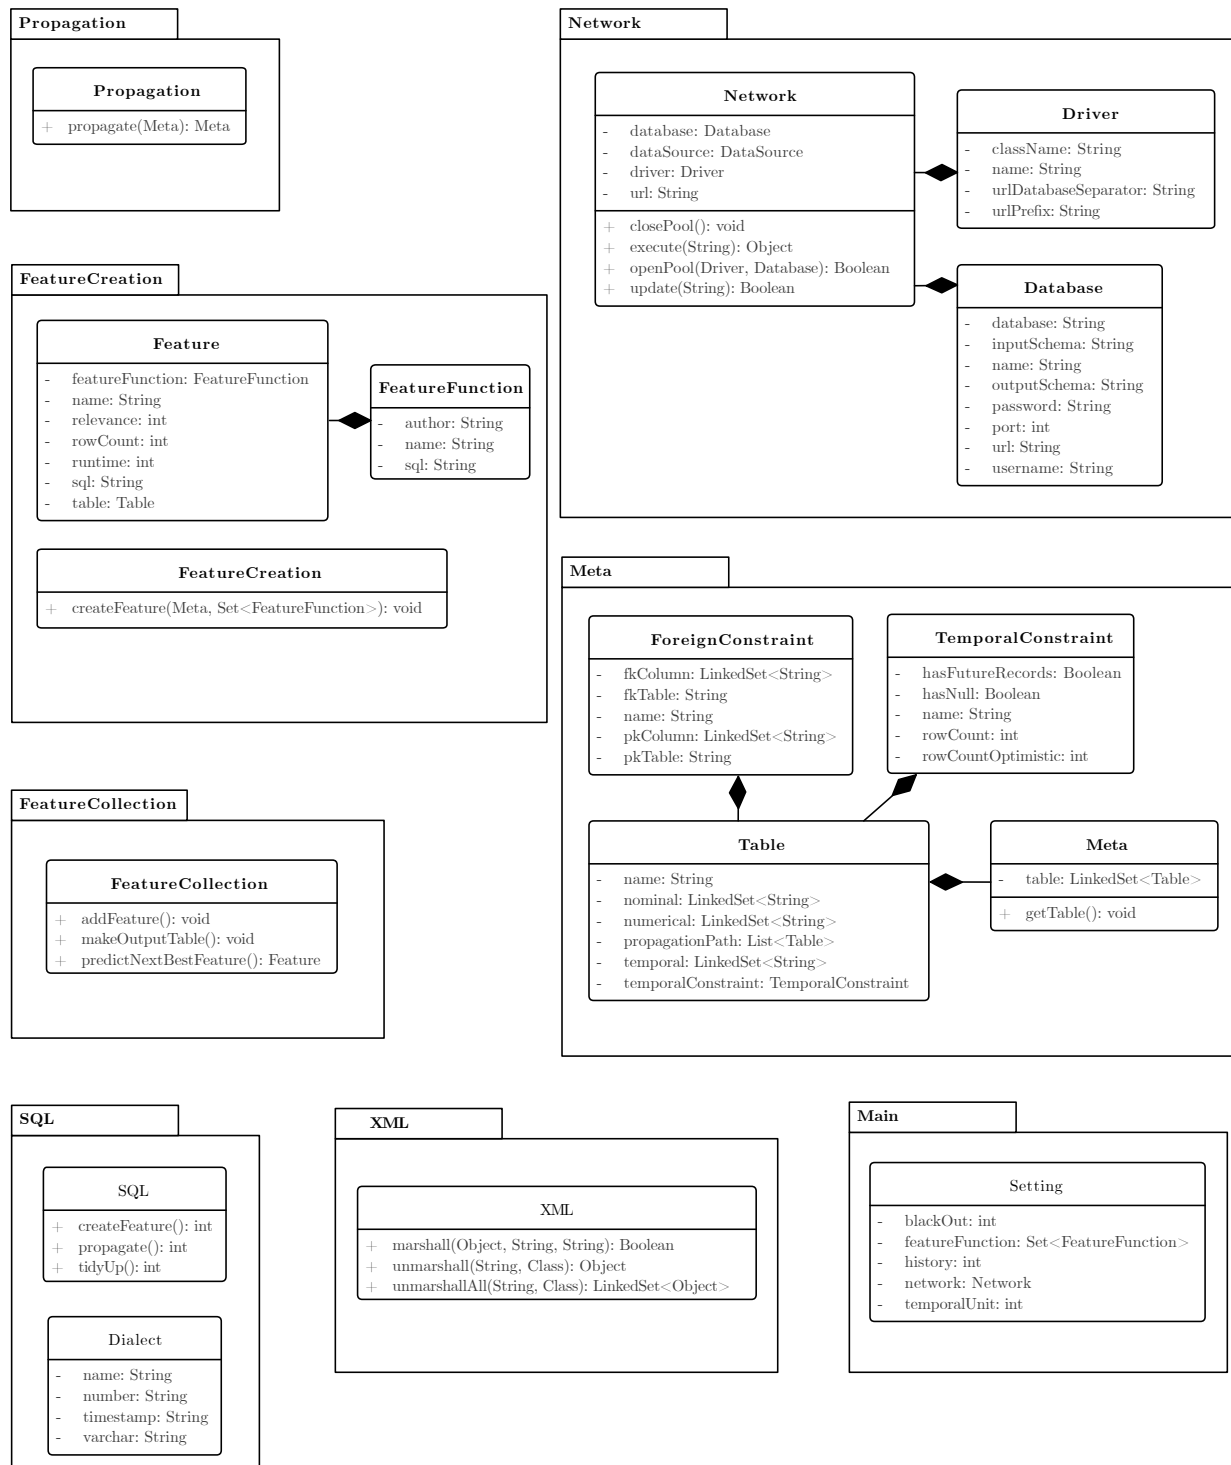 Propagation
Propagation
+ propagate(Meta): Meta
Network
Network
- database: Database
- dataSource: DataSource
- driver: Driver
- url: String
+ closePool(): void
+ execute(String): Object
+ openPool(Driver, Database): Boolean
+ update(String): Boolean
Driver
- className: String
- name: String
- urlDatabaseSeparator: String
- urlPrefix: String
Database
- database: String
- inputSchema: String
- name: String
- outputSchema: String
- password: String
- port: int
- url: String
- username: String
FeatureCreation
Feature
- featureFunction: FeatureFunction
- name: String
- relevance: int
- rowCount: int
- runtime: int
- sql: String
- table: Table
FeatureFunction
- author: String
- name: String
- sql: String
FeatureCreation
+ createFeature(Meta, Set<FeatureFunction>): void
Meta
ForeignConstraint
- fkColumn: LinkedSet<String>
- fkTable: String
- name: String
- pkColumn: LinkedSet<String>
- pkTable: String
TemporalConstraint
- hasFutureRecords: Boolean
- hasNull: Boolean
- name: String
- rowCount: int
- rowCountOptimistic: int
Table
- name: String
- nominal: LinkedSet<String>
- numerical: LinkedSet<String>
- propagationPath: List<Table>
- temporal: LinkedSet<String>
- temporalConstraint: TemporalConstraint
Meta
- table: LinkedSet<Table>
+ getTable(): void
FeatureCollection
FeatureCollection
+ addFeature(): void
+ makeOutputTable(): void
+ predictNextBestFeature(): Feature
SQL
SQL
+ createFeature(): int
+ propagate(): int
+ tidyUp(): int
Dialect
- name: String
- number: String
- timestamp: String
- varchar: String
XML
XML
+ marshall(Object, String, String): Boolean
+ unmarshall(String, Class): Object
+ unmarshallAll(String, Class): LinkedSet<Object>
Main
Setting
- blackOut: int
- featureFunction: Set<FeatureFunction>
- history: int
- network: Network
- temporalUnit: int